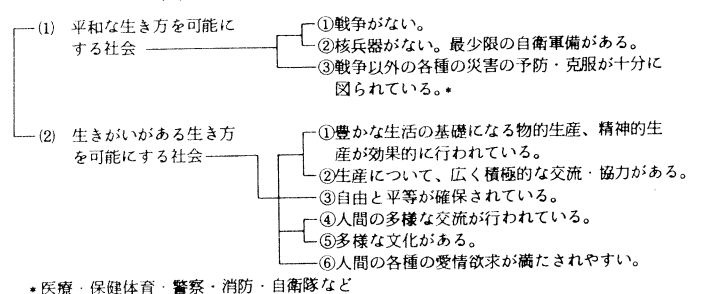 (1) 平和な生き方を可能に
する社会
①戦争がない。
②核兵器がない。最少限の自衛軍備がある。
③戦争以外の各種の災害の予防・克服が十分に
図られている。*
(2) 生きがいがある生き方
を可能にする社会
①豊かな生活の基礎になる物的生産、精神的生
産が効果的に行われている。
②生産について、広く積極的な交流・協力がある。
③自由と平等が確保されている。
④人間の多様な交流が行われている。
⑤多様な文化がある。
⑥人間の各種の愛情欲求が満たされやすい。
*医療・保健体育・警察・消防・自衛隊など